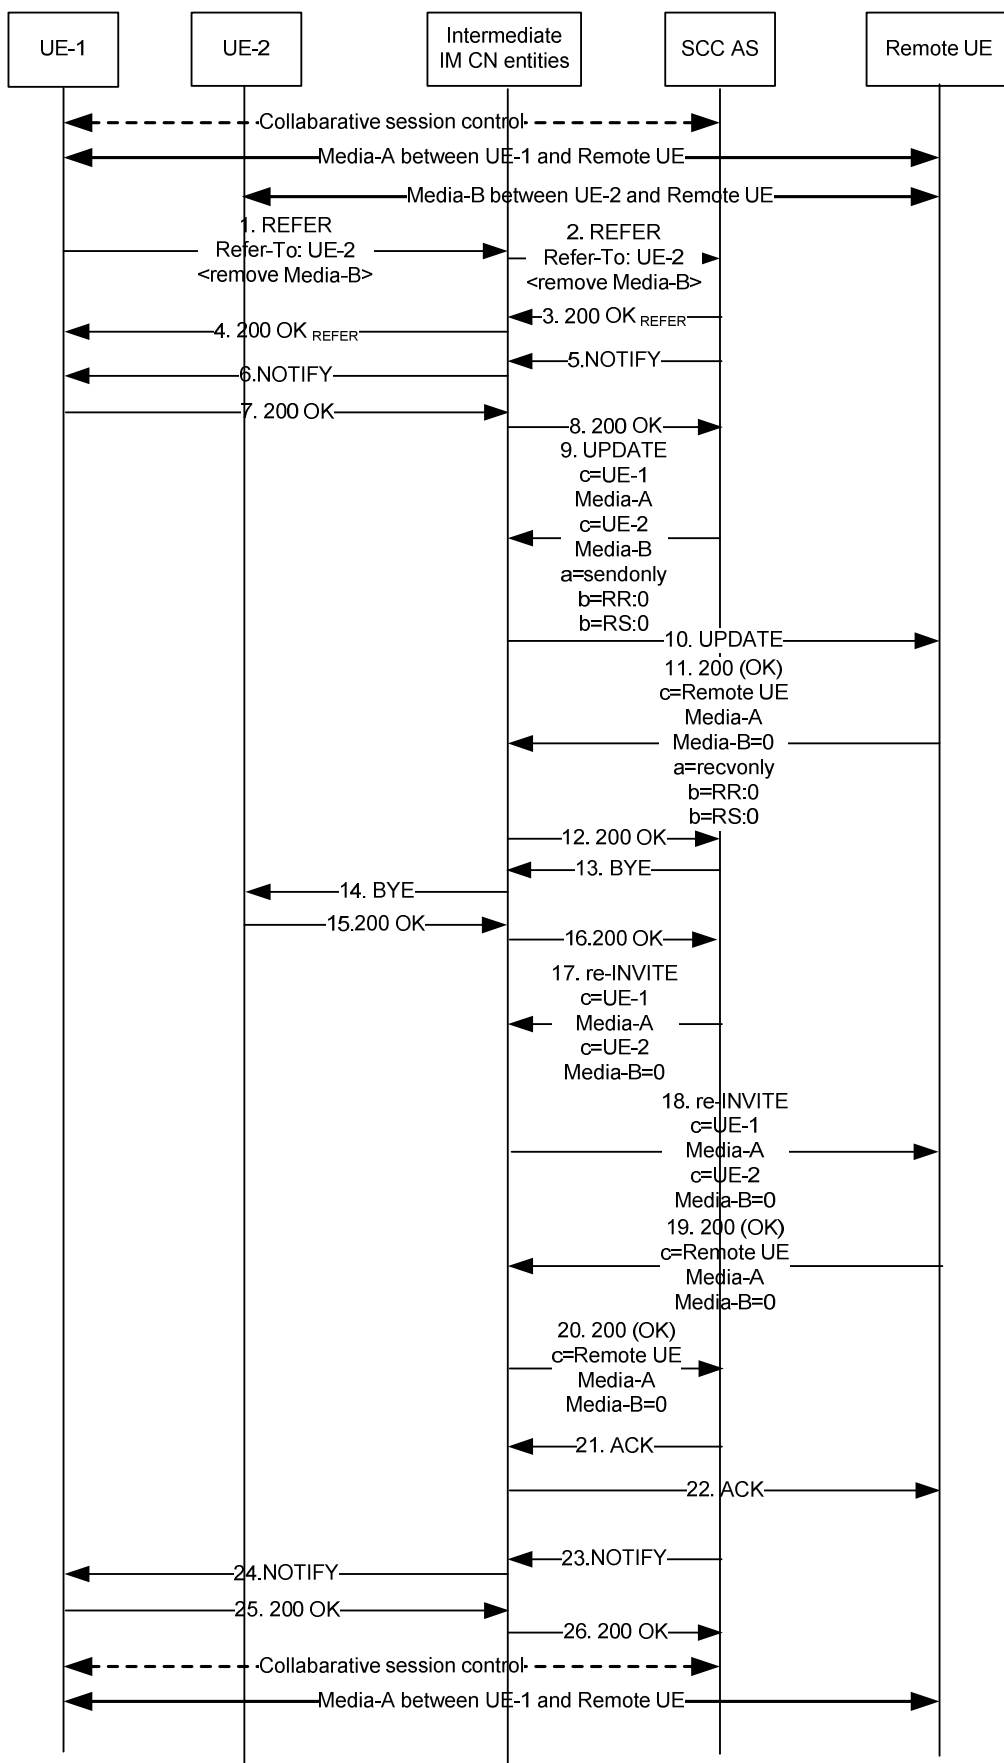 UE-1
UE-2
Intermediate
IM CN entities
SCC AS
Remote UE
Collabarative session control
Media-A between UE-1 and Remote UE
Media-B between UE-2 and Remote UE
1. REFER
Refer-To: UE-2
<remove Media-B>
2. REFER
Refer-To: UE-2
<remove Media-B>
3. 200 OK REFER
4. 200 OK REFER
5.NOTIFY
6.NOTIFY
7. 200 OK
8. 200 OK
9. UPDATE
c=UE-1
Media-A
c=UE-2
Media-B
a=sendonly
b=RR:0
b=RS:0
10. UPDATE
11. 200 (OK)
c=Remote UE
Media-A
Media-B=0
a=recvonly
b=RR:0
b=RS:0
12. 200 OK
13. BYE
14. BYE
15.200 OK
16.200 OK
17. re-INVITE
c=UE-1
Media-A
c=UE-2
Media-B=0
18. re-INVITE
c=UE-1
Media-A
c=UE-2
Media-B=0
19. 200 (OK)
c=Remote UE
Media-A
Media-B=0
20. 200 (OK)
c=Remote UE
Media-A
Media-B=0
21. ACK
22. ACK
23.NOTIFY
24.NOTIFY
25. 200 OK
26. 200 OK
Collabarative session control
Media-A between UE-1 and Remote UE